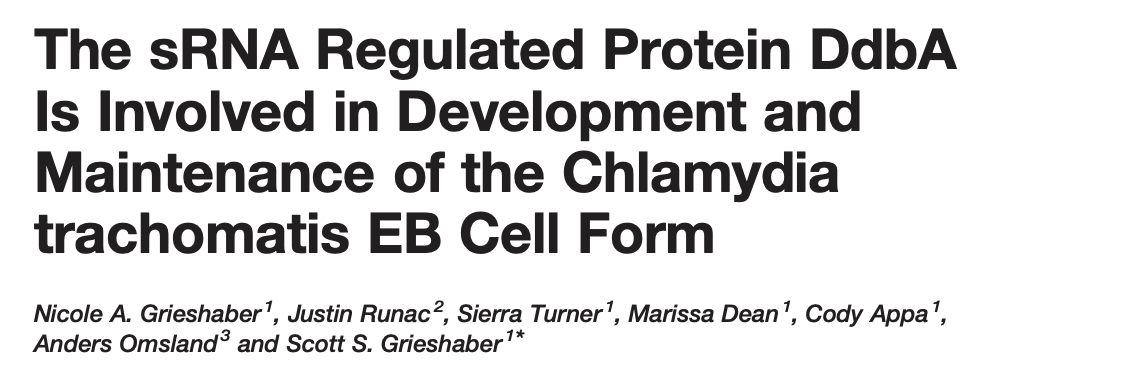 The sRNA Regulated Protein DdbA
Is Involved in Development and
Maintenance of the Chlamydia
trachomatis EB Cell Form
Nicole A. Grieshaber 1, Justin Runac 2, Sierra Turner 1, Marissa Dean 1, Cody Appa 1,
Anders Omsland 3 and Scott S. Grieshaber 1*